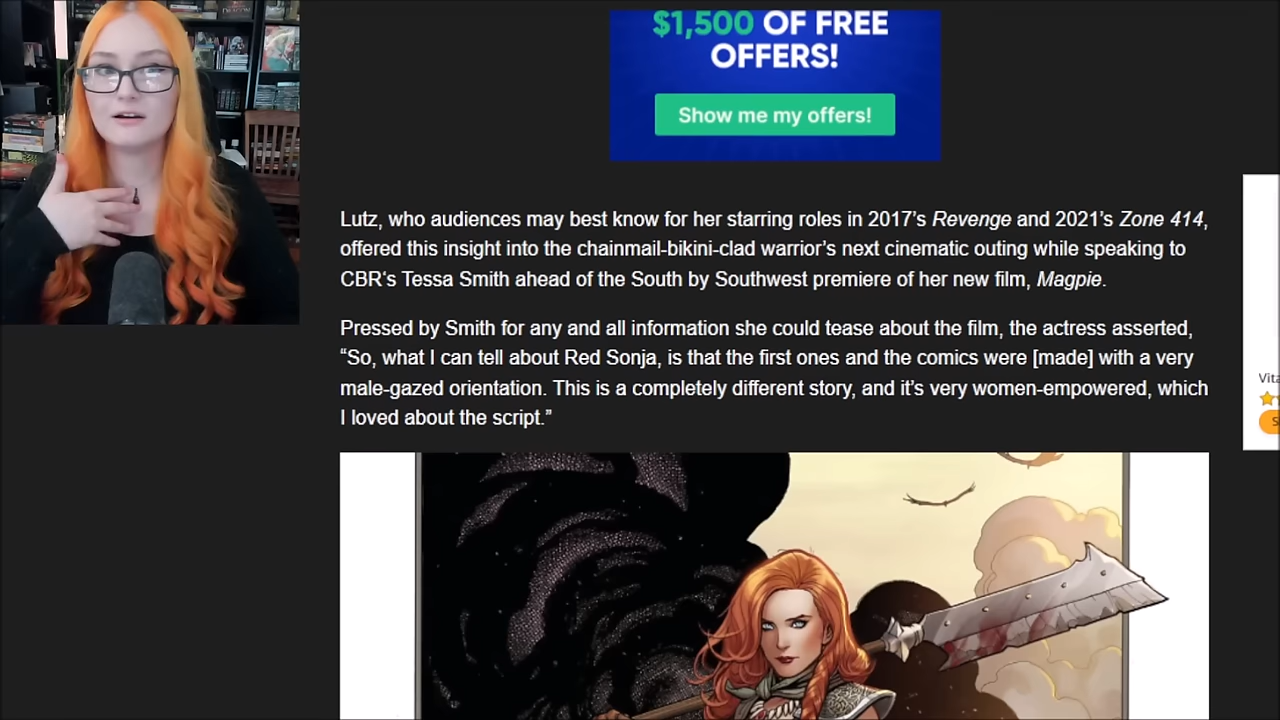 $1,500 OF FREE
OFFERS!
Show me my offers!
Lutz, who audiences may best know for her starring roles in 2017’s Revenge and 2021’s Zone 414,
offered this insight into the chainmail-bikini-clad warrior’s next cinematic outing while speaking to
CBR‘s Tessa Smith ahead of the South by Southwest premiere of her new film, Magpie.
Pressed by Smith for any and all information she could tease about the film, the actress asserted,
“So, what I can tell about Red Sonja, is that the first ones and the comics were [made] with a very
male-gazed orientation. This is a completely different story, and it’s very women-empowered, which
I loved about the script.”